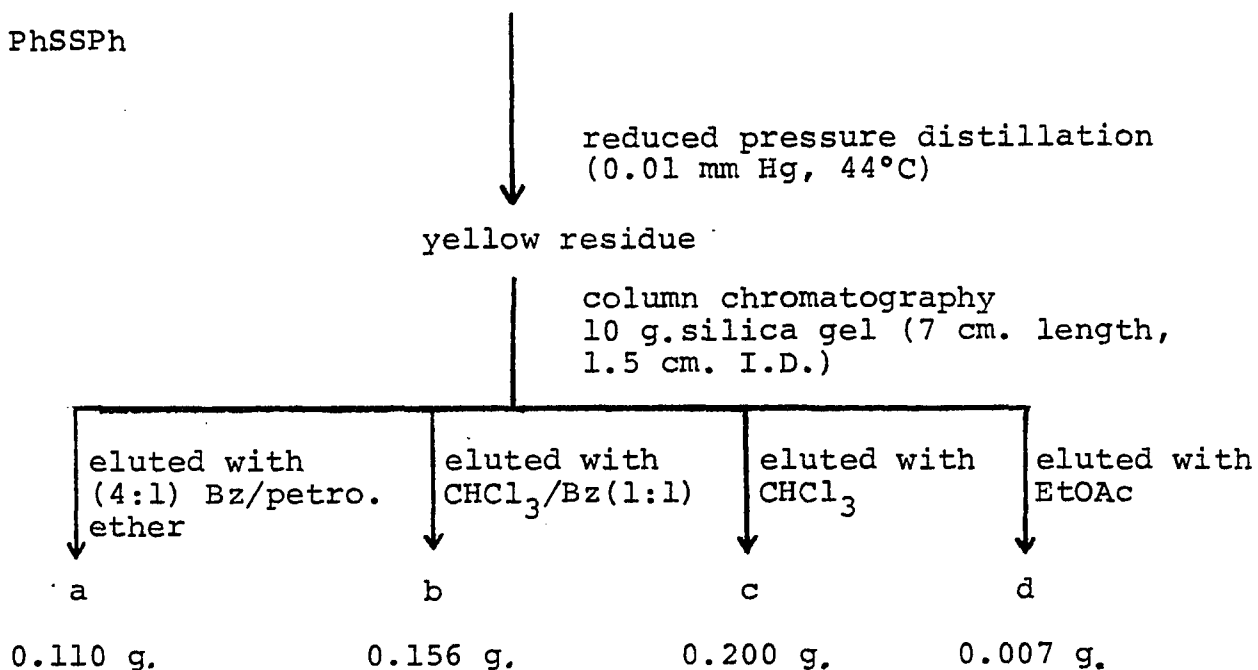 PhSSPh
reduced pressure distillation
(0.01 mm Hg, 44°C)
yellow residue
column chromatography
10 g.silica gel (7 cm. length,
1.5 cm. I.D.)
eluted with
(4:1) Bz/petro.
ether
eluted with
CHCl3/Bz(1:1)
eluted with
CHCl3
eluted with
EtOAc
a
b
c
d
0.110 g.
0.156 g.
0.200 g.
0.007 g.